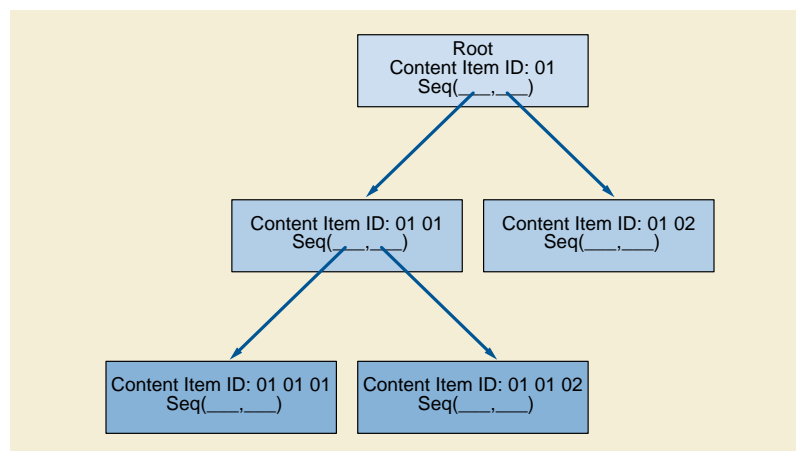 Root
Content Item ID: 01
Seq(___,___)
Content Item ID: 01 01
Seq(___,___)
Content Item ID: 01 02
Seq(___,___)
Content Item ID: 01 01 01
Seq(___,___)
Content Item ID: 01 01 02
Seq(___,___)